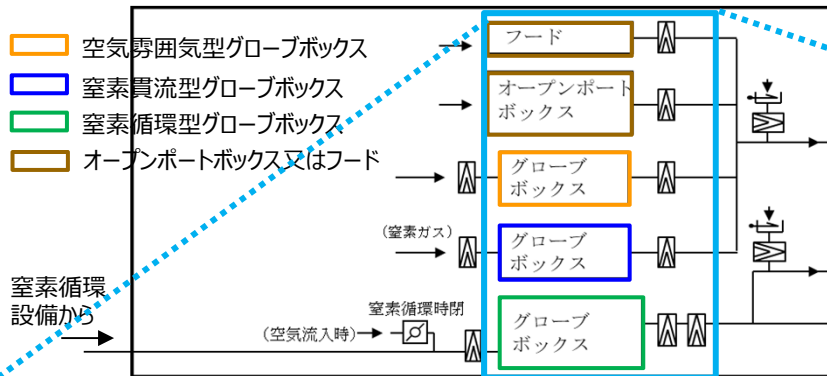 空気雰囲気型グローブボックス
窒素貫流型グローブボックス
窒素循環型グローブボックス
オープンポートボックス又はフード
フード
オープンポート
ボックス
グローブ
ボックス
(窒素ガス)
グローブ
ボックス
窒素循環
設備から
窒素循環時閉
(空気流入時)
グローブ
ボックス